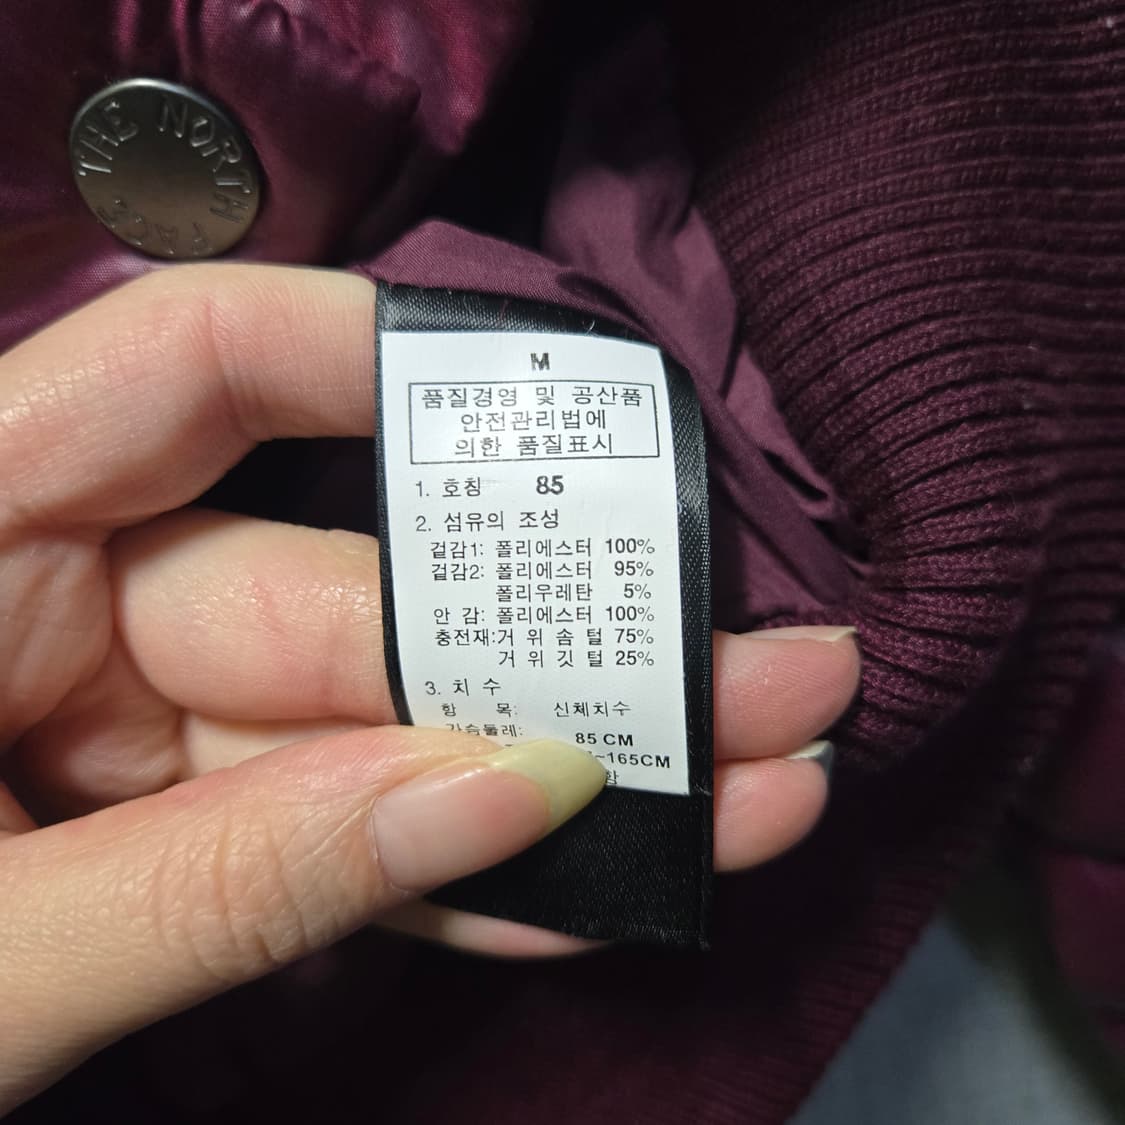 THE NORTH FACE
M
품질경영 및 공산품
안전관리법에
의한 품질표시
1. 호칭 85
2. 섬유의 조성
겉감1: 폴리에스터 100%
겉감2: 폴리에스터 95%
폴리우레탄 5%
안 감: 폴리에스터 100%
충전재:거 위 솜 털 75%
거 위 깃 털 25%
3. 치 수
항 목: 신체치수
가슴둘레: 85 CM
~165CM